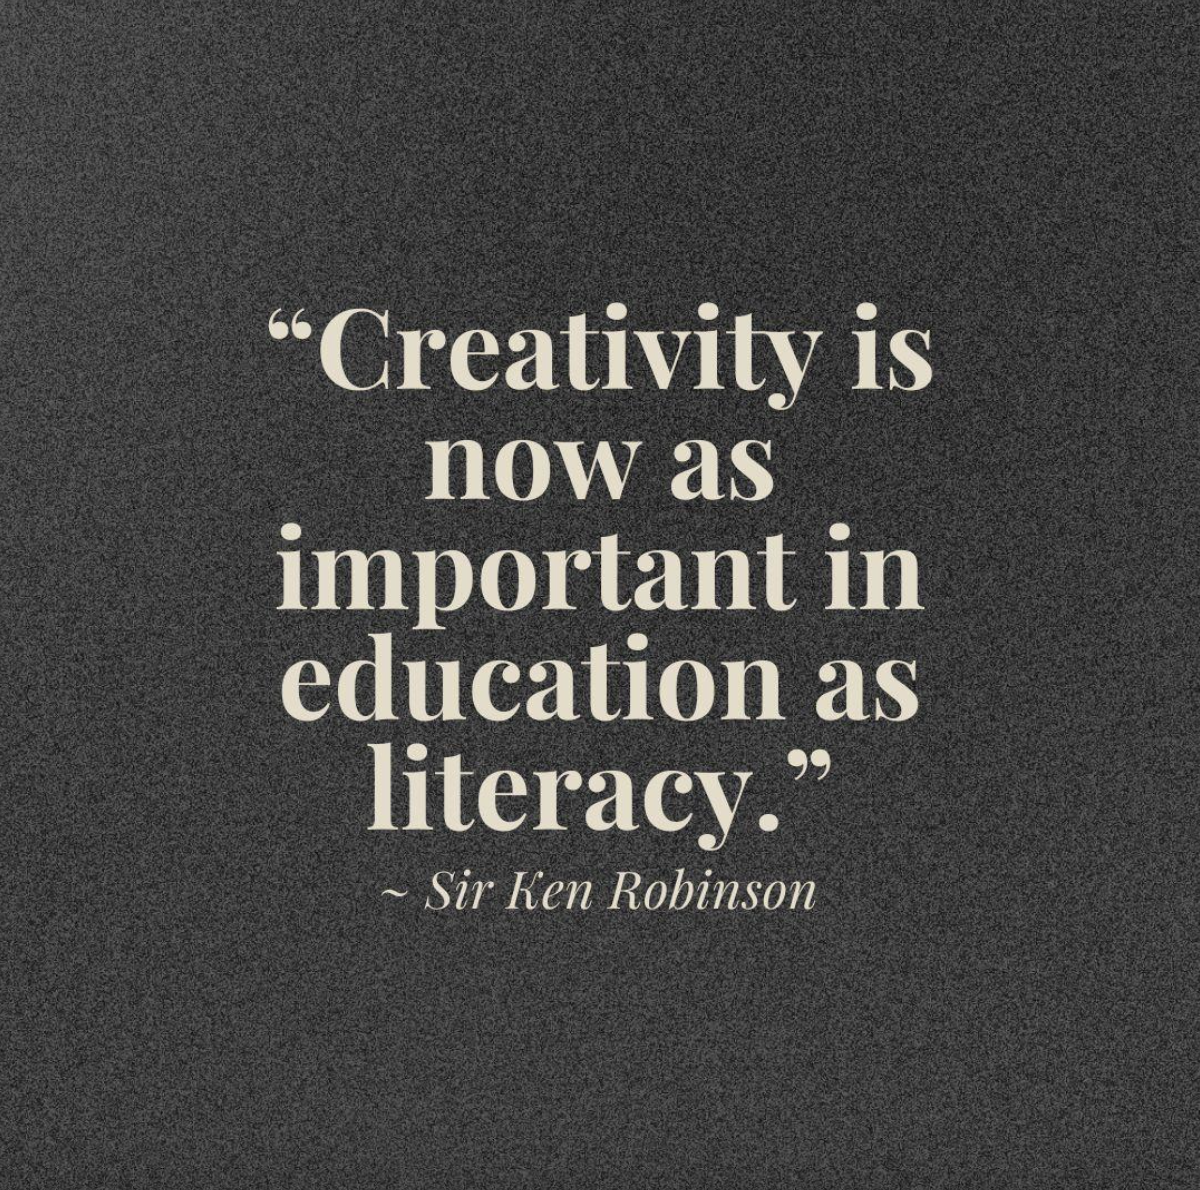 “Creativity is
now as
important in
education as
literacy.”
~ Sir Ken Robinson